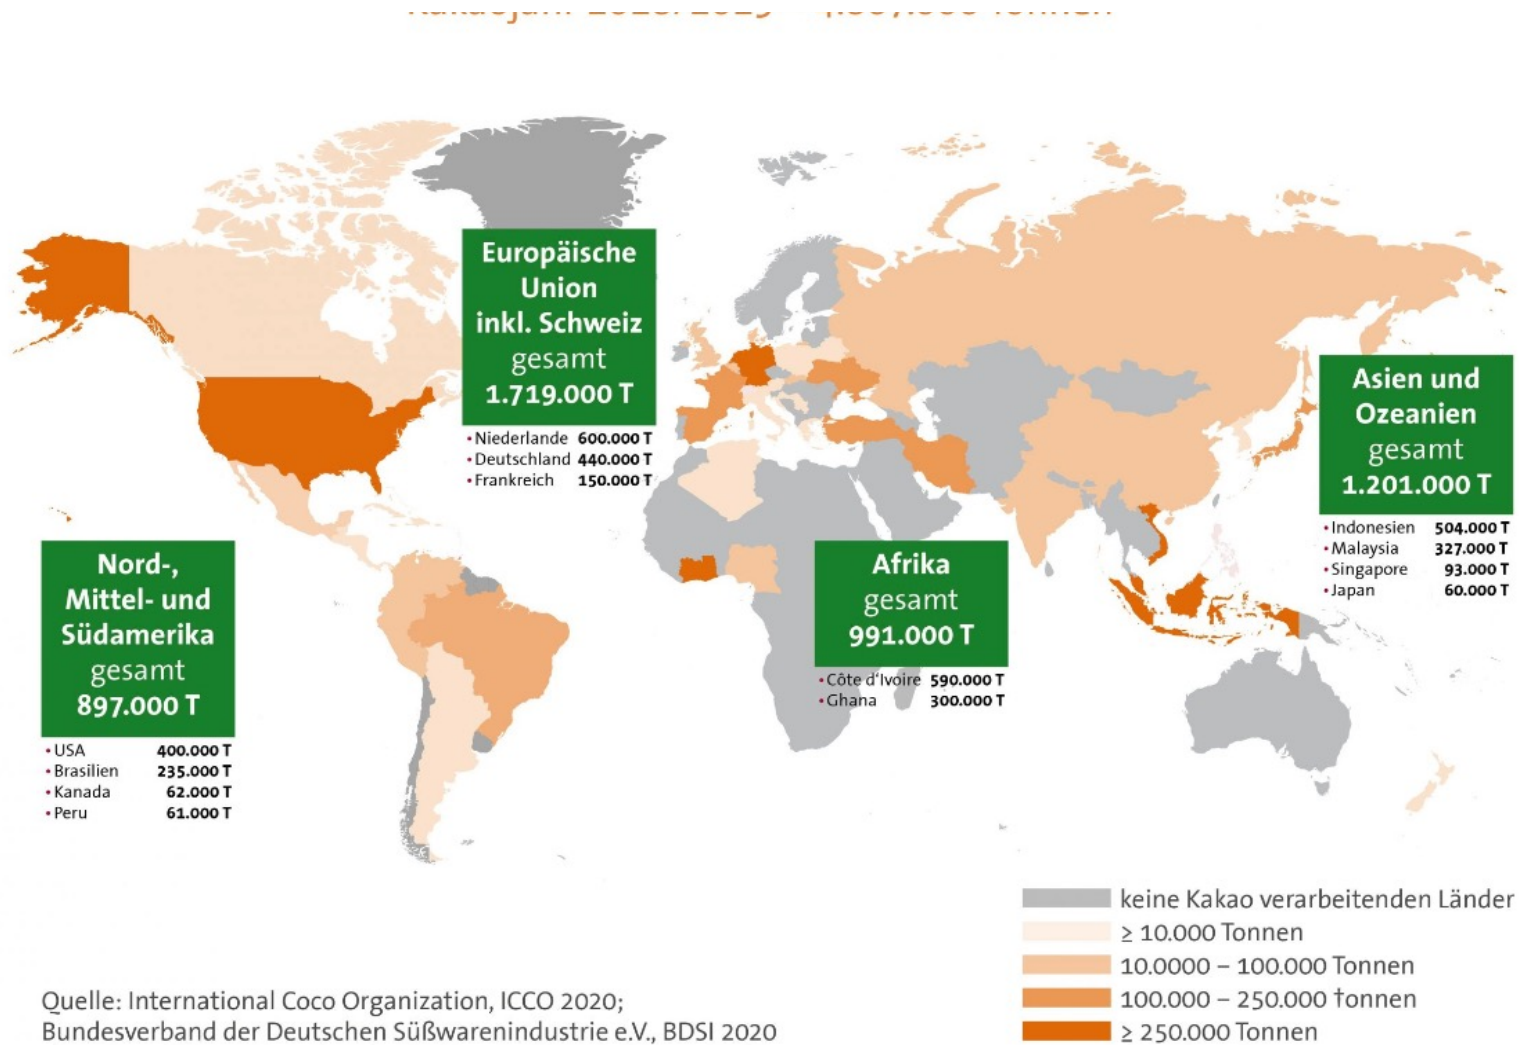 Europäische
Union
inkl. Schweiz
gesamt
1.719.000 T
• Niederlande 600.000 T
• Deutschland 440.000 T
• Frankreich 150.000 T
Asien und
Ozeanien
gesamt
1.201.000 T
• Indonesien 504.000 T
• Malaysia 327.000 T
• Singapore 93.000 T
• Japan 60.000 T
Nord-,
Mittel- und
Südamerika
gesamt
897.000 T
• USA 400.000 T
• Brasilien 235.000 T
• Kanada 62.000 T
• Peru 61.000 T
Afrika
gesamt
991.000 T
• Côte d'Ivoire 590.000 T
• Ghana 300.000 T
keine Kakao verarbeitenden Länder
≥ 10.000 Tonnen
10.0000 – 100.000 Tonnen
100.000 – 250.000 Tonnen
≥ 250.000 Tonnen
Quelle: International Coco Organization, ICCO 2020;
Bundesverband der Deutschen Süßwarenindustrie e.V., BDSI 2020